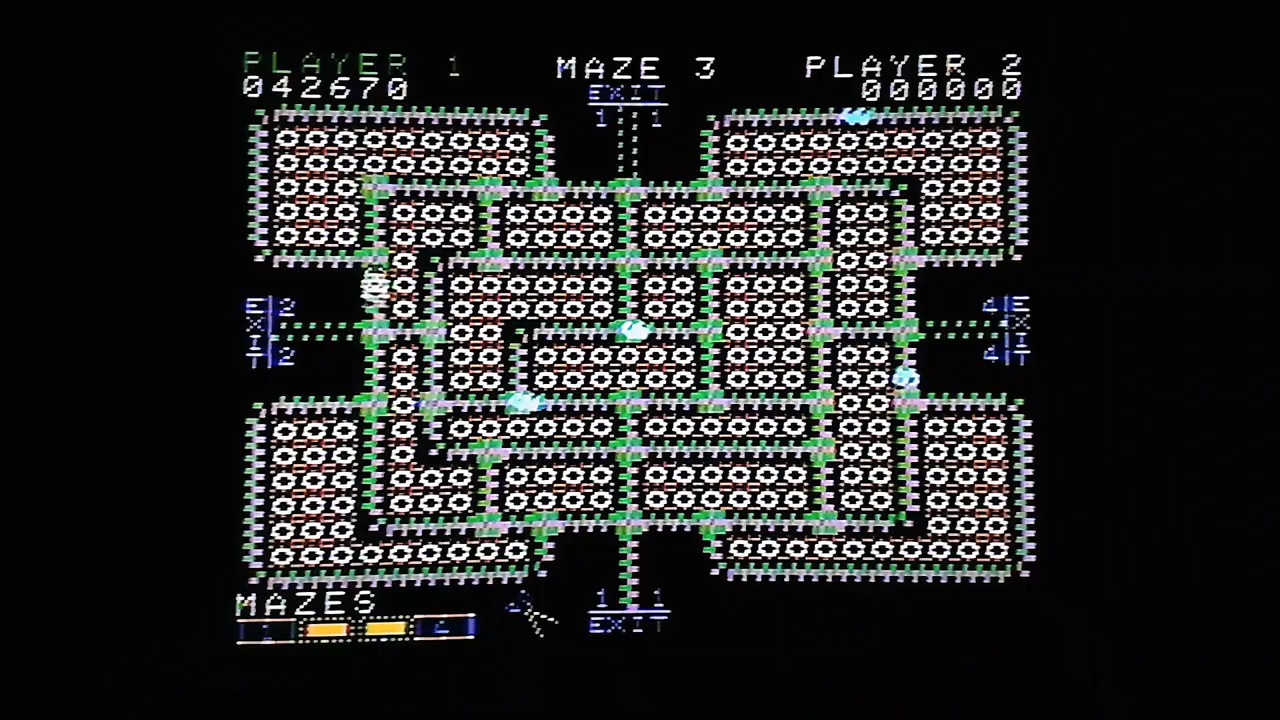 PLAYER 1 MAZE 3 PLAYER 2
042670 000000
EXIT
1 1
E 2 4 E
X X
I I
T 2 4 T
MAZES
1 4
1 1
EXIT